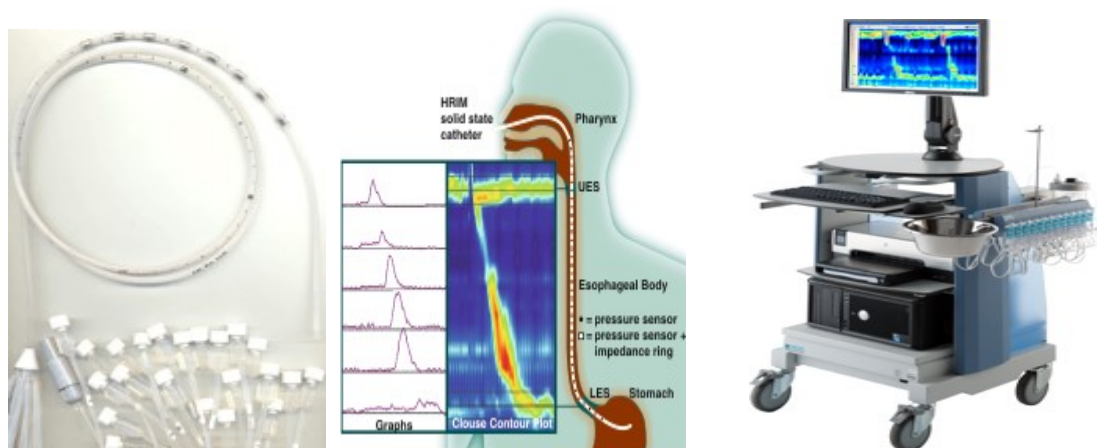 HRIM
solid state
catheter
Pharynx
UES
Esophageal Body
• = pressure sensor
□ = pressure sensor +
impedance ring
LES Stomach
Graphs
Clouse Contour Plot